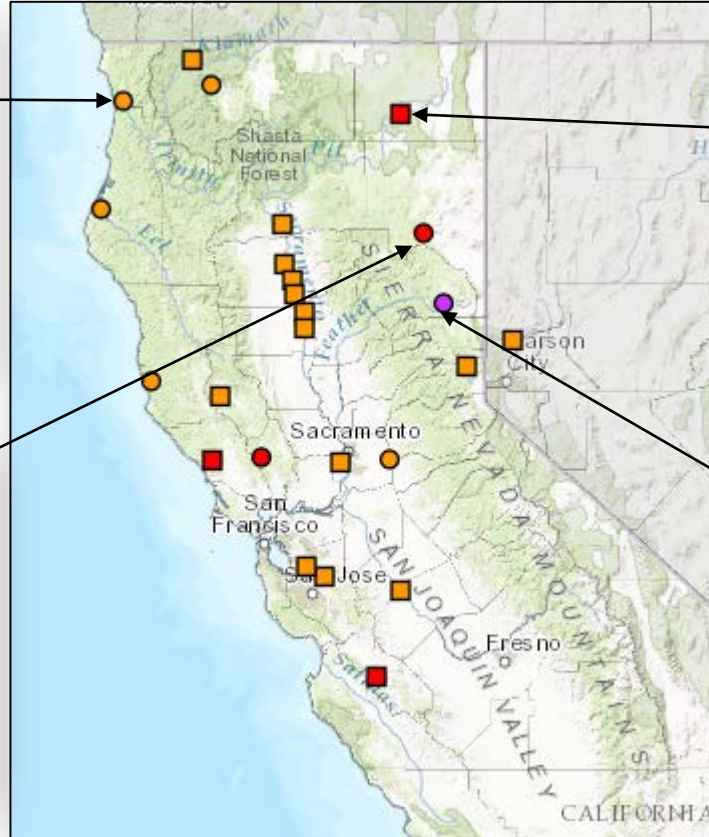 Klamath
Shasta
National
Forest
Pit
Trinity
Eel
Sacramento
Feather
SIERRA NEVADA MOUNTAINS
Carson
City
Sacramento
San
Francisco
San Jose
SAN JOAQUIN VALLEY
Fresno
Salinas
CALIFORNIA